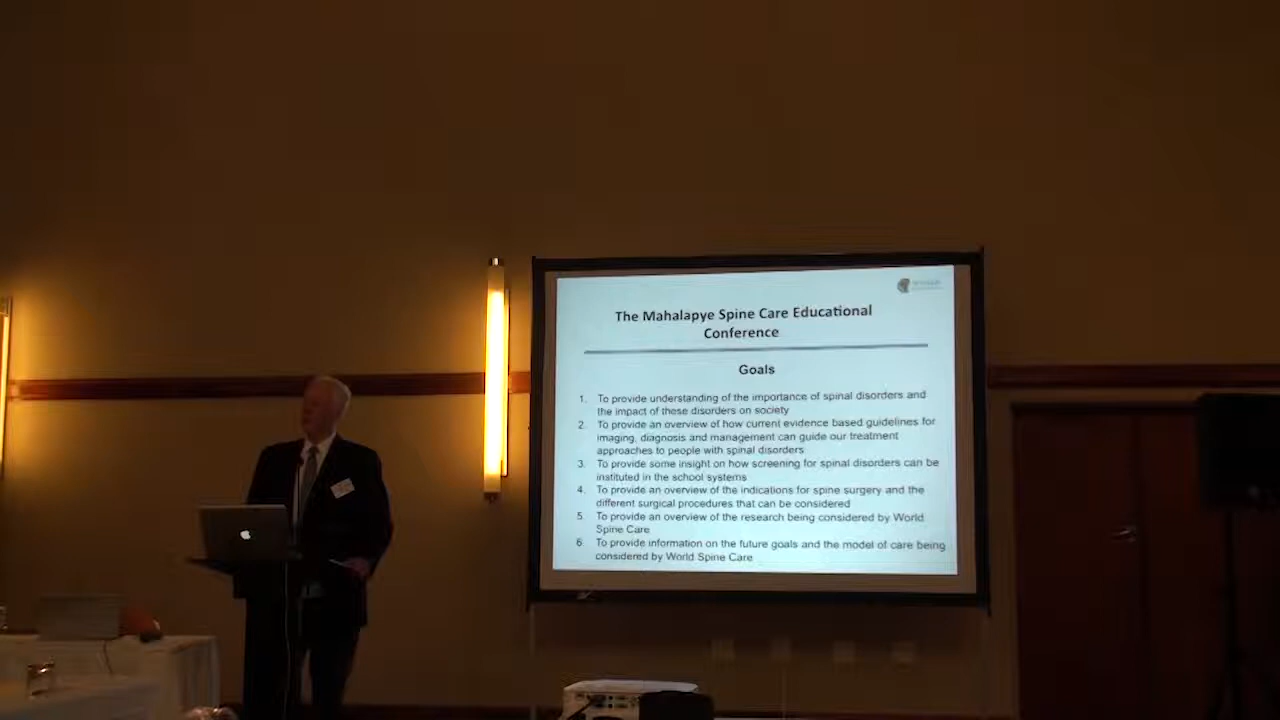 The Mahalapye Spine Care Educational
Conference
Goals
1. To provide understanding of the importance of spinal disorders and
the impact of these disorders on society
2. To provide an overview of how current evidence based guidelines for
imaging, diagnosis and management can guide our treatment
approaches to people with spinal disorders
3. To provide some insight on how screening for spinal disorders can be
instituted in the school systems
4. To provide an overview of the indications for spine surgery and the
different surgical procedures that can be considered
5. To provide an overview of the research being considered by World
Spine Care
6. To provide information on the future goals and the model of care being
considered by World Spine Care